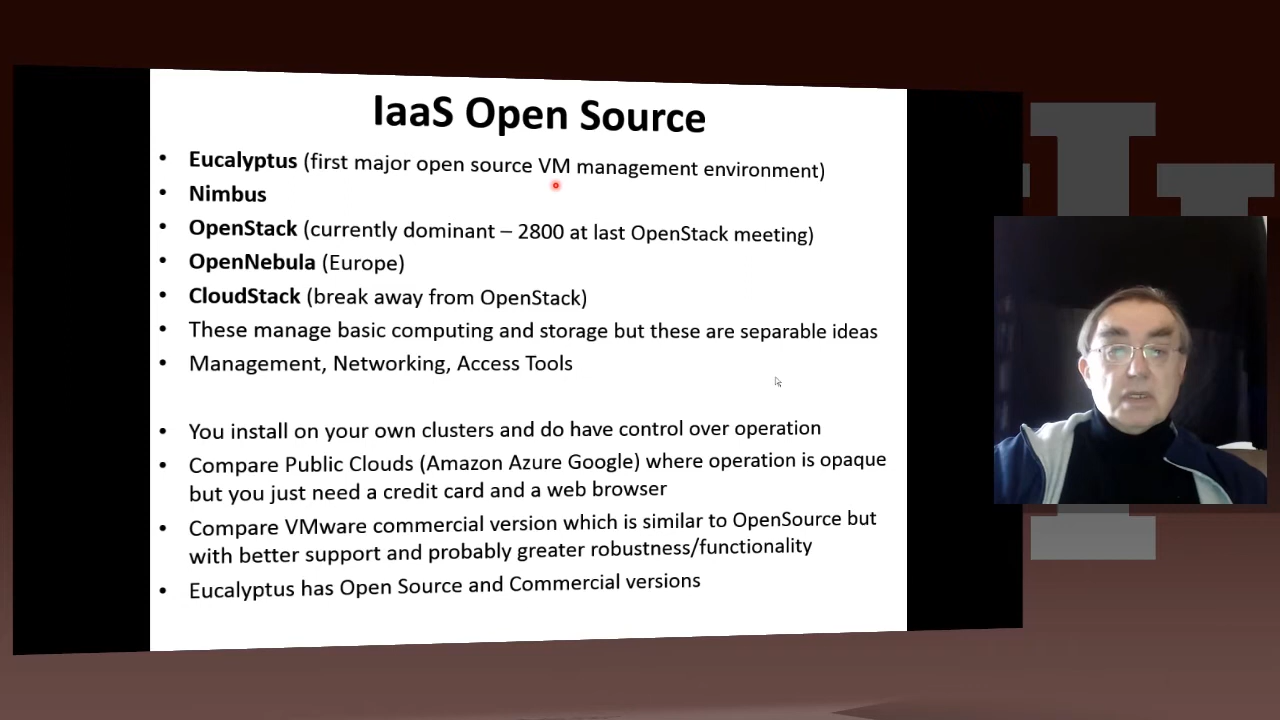 IaaS Open Source
• Eucalyptus (first major open source VM management environment)
• Nimbus
• OpenStack (currently dominant – 2800 at last OpenStack meeting)
• OpenNebula (Europe)
• CloudStack (break away from OpenStack)
• These manage basic computing and storage but these are separable ideas
• Management, Networking, Access Tools
• You install on your own clusters and do have control over operation
• Compare Public Clouds (Amazon Azure Google) where operation is opaque
but you just need a credit card and a web browser
• Compare VMware commercial version which is similar to OpenSource but
with better support and probably greater robustness/functionality
• Eucalyptus has Open Source and Commercial versions